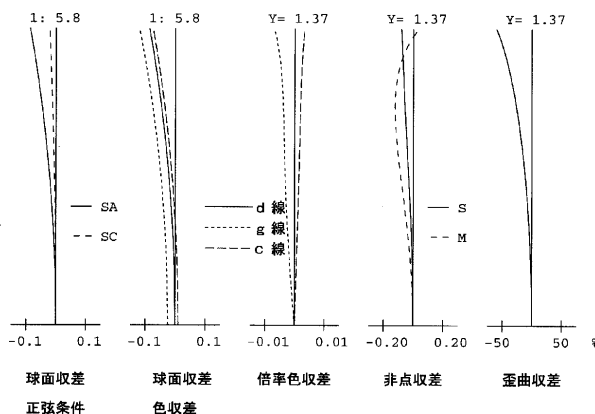 1: 5.8 1: 5.8 Y= 1.37 Y= 1.37 Y= 1.37
SA d 線 S
SC g 線 M
c 線
-0.1 0.1 -0.1 0.1 -0.01 0.01 -0.20 0.20 -50 50
球面収差 球面収差 倍率色収差 非点収差 歪曲収差
正弦条件 色収差